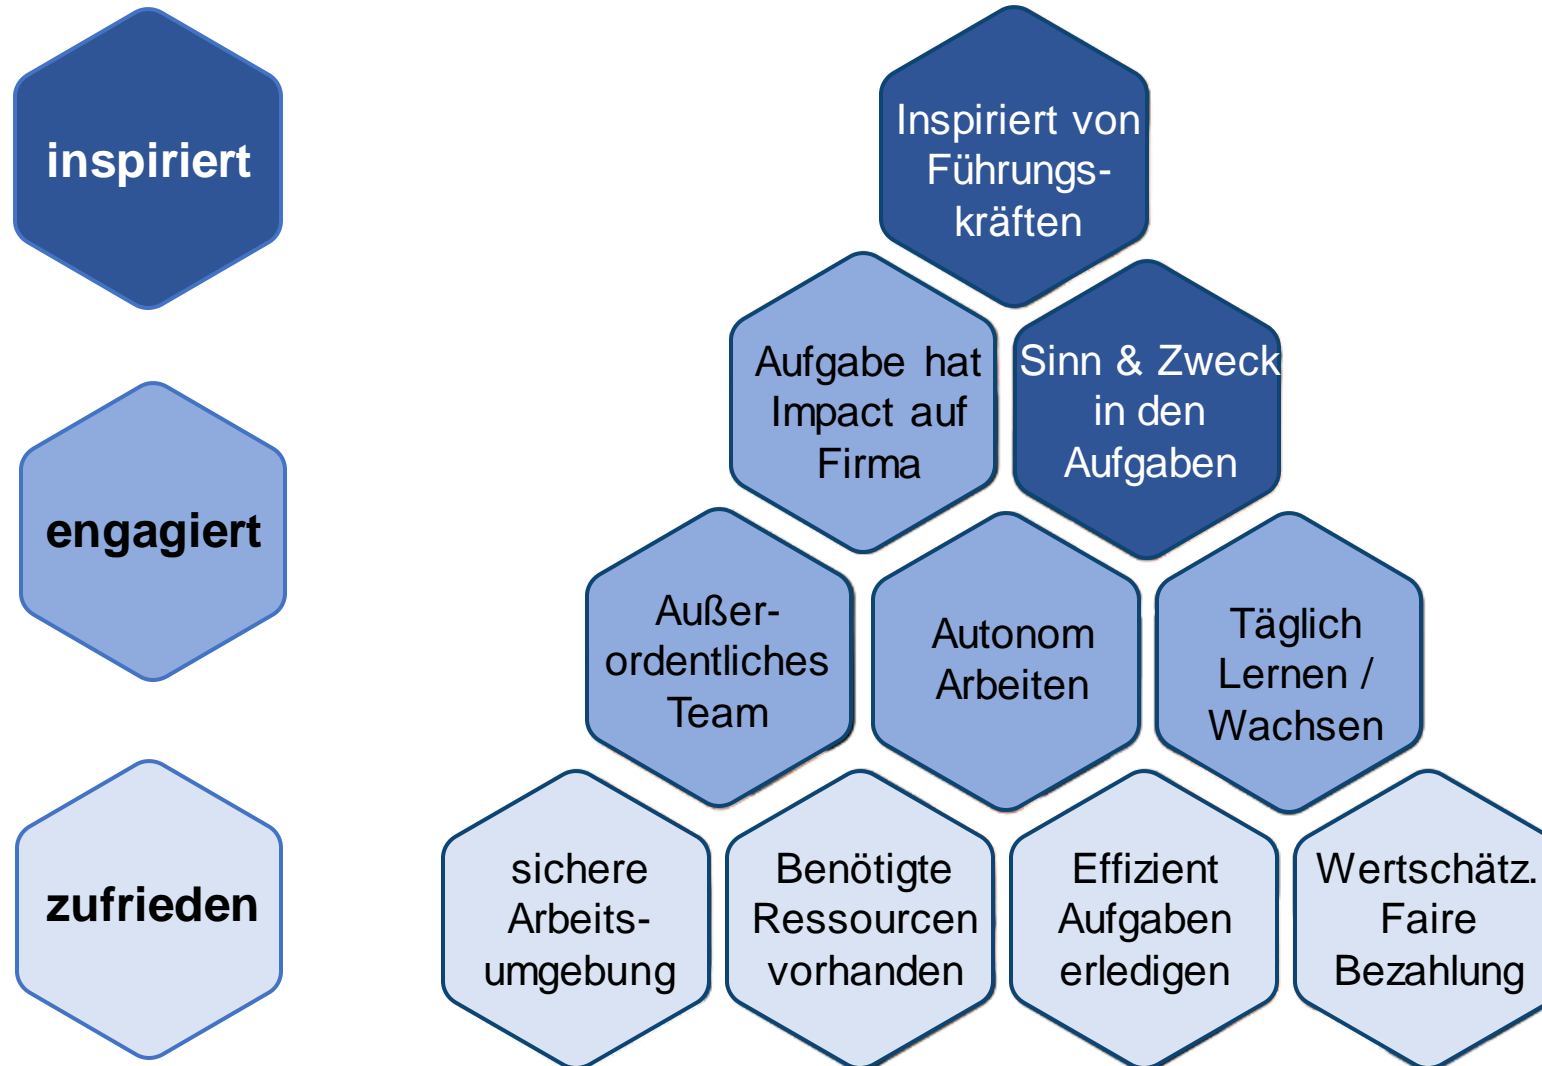 inspiriert
engagiert
zufrieden
Inspiriert von
Führungs-
kräften
Aufgabe hat
Impact auf
Firma
Sinn & Zweck
in den
Aufgaben
Außer-
ordentliches
Team
Autonom
Arbeiten
Täglich
Lernen /
Wachsen
sichere
Arbeits-
umgebung
Benötigte
Ressourcen
vorhanden
Effizient
Aufgaben
erledigen
Wertschätz.
Faire
Bezahlung